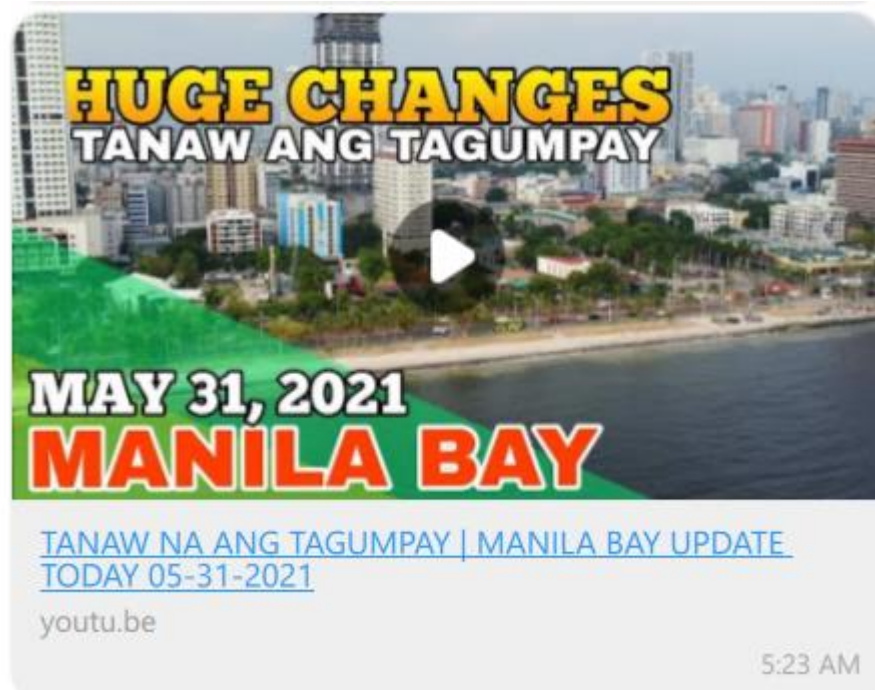 HUGE CHANGES
TANAW ANG TAGUMPAY
MAY 31, 2021
MANILA BAY
TANAW NA ANG TAGUMPAY | MANILA BAY UPDATE
TODAY 05-31-2021
youtu.be
5:23 AM